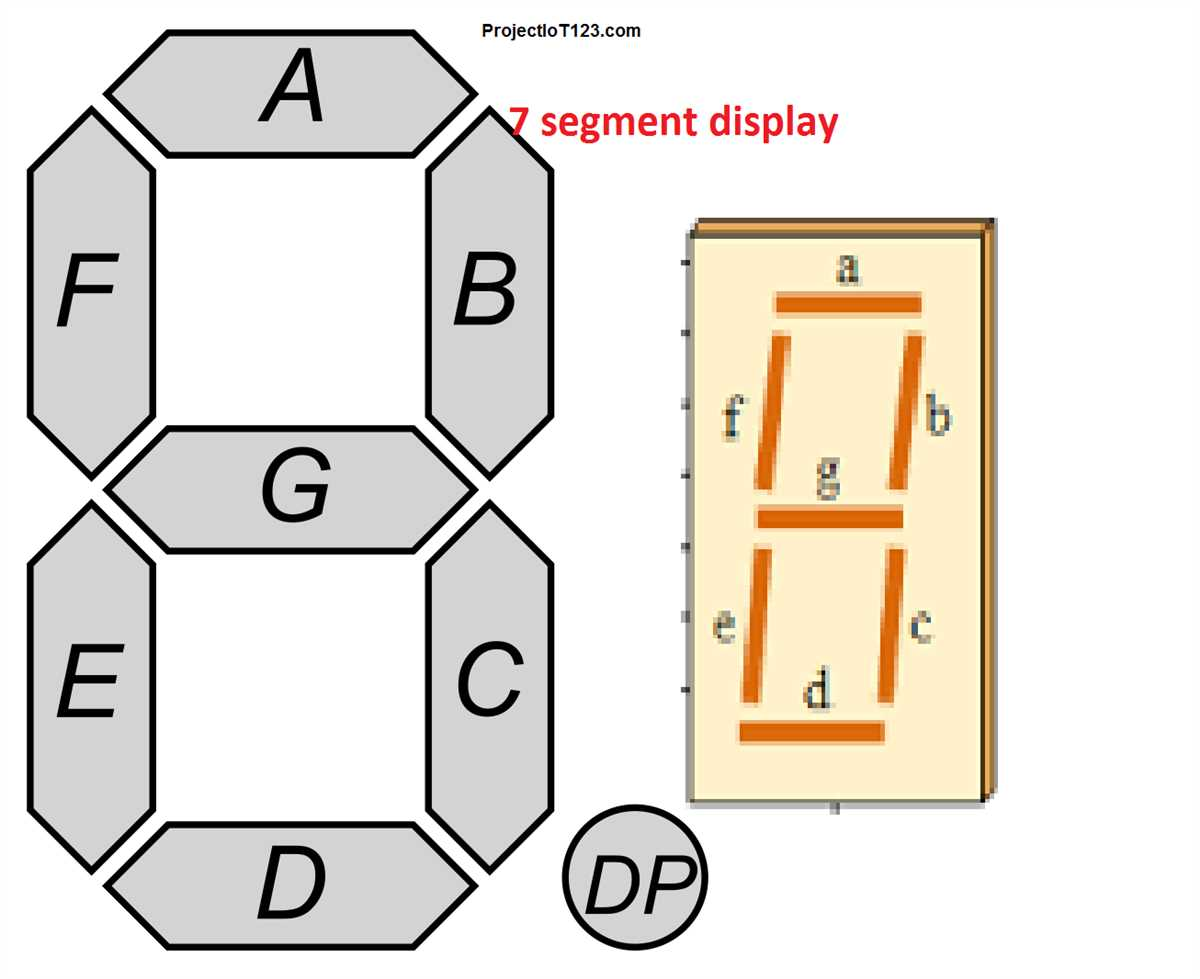 ProjectIoT123.com
7 segment display
A
F
B
G
E
C
D
DP
a
f
b
g
e
c
d